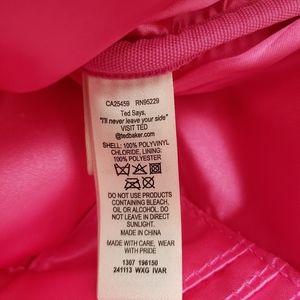 CA25459 RN95229
Ted Says,
"I'll never leave your side"
VISIT TED
@tedbaker.com
SHELL: 100% POLYVINYL
CHLORIDE, LINING:
100% POLYESTER
DO NOT USE PRODUCTS
CONTAINING BLEACH,
OIL OR ALCOHOL. DO
NOT LEAVE IN DIRECT
SUNLIGHT.
MADE IN CHINA
MADE WITH CARE, WEAR
WITH PRIDE
1307 196150
241113 WXG IVAR